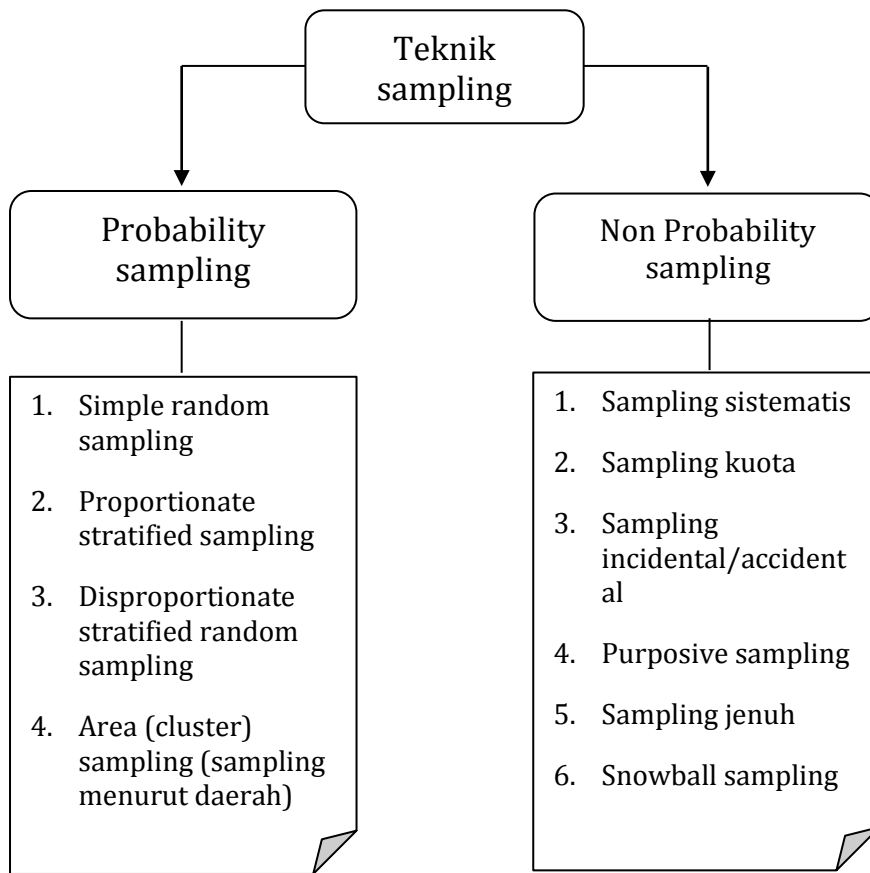 Teknik
sampling
Probability
sampling
Non Probability
sampling
1. Simple random
sampling
2. Proportionate
stratified sampling
3. Disproportionate
stratified random
sampling
4. Area (cluster)
sampling (sampling
menurut daerah)
1. Sampling sistematis
2. Sampling kuota
3. Sampling
incidental/accident
al
4. Purposive sampling
5. Sampling jenuh
6. Snowball sampling